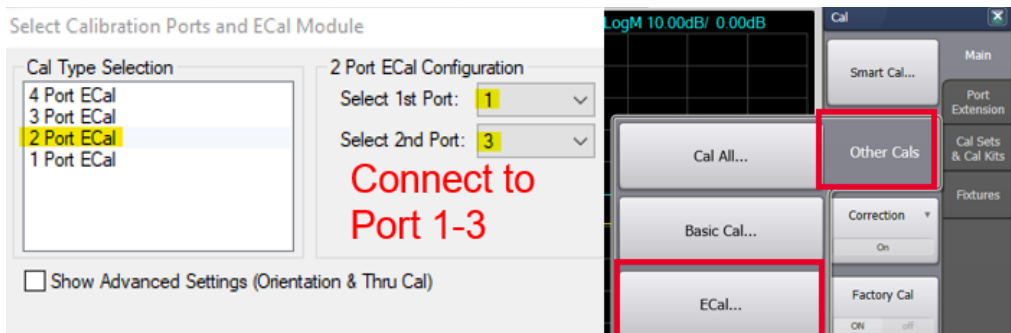 Select Calibration Ports and ECal Module
Cal Type Selection
4 Port ECal
3 Port ECal
2 Port ECal
1 Port ECal
2 Port ECal Configuration
Select 1st Port: 1
Select 2nd Port: 3
Connect to
Port 1-3
Show Advanced Settings (Orientation & Thru Cal)
LogM 10.00dB/ 0.00dB
Cal
Smart Cal...
Main
Port
Extension
Cal All...
Other Cals
Cal Sets
& Cal Kits
Fixtures
Basic Cal...
Correction
On
ECal...
Factory Cal
ON off